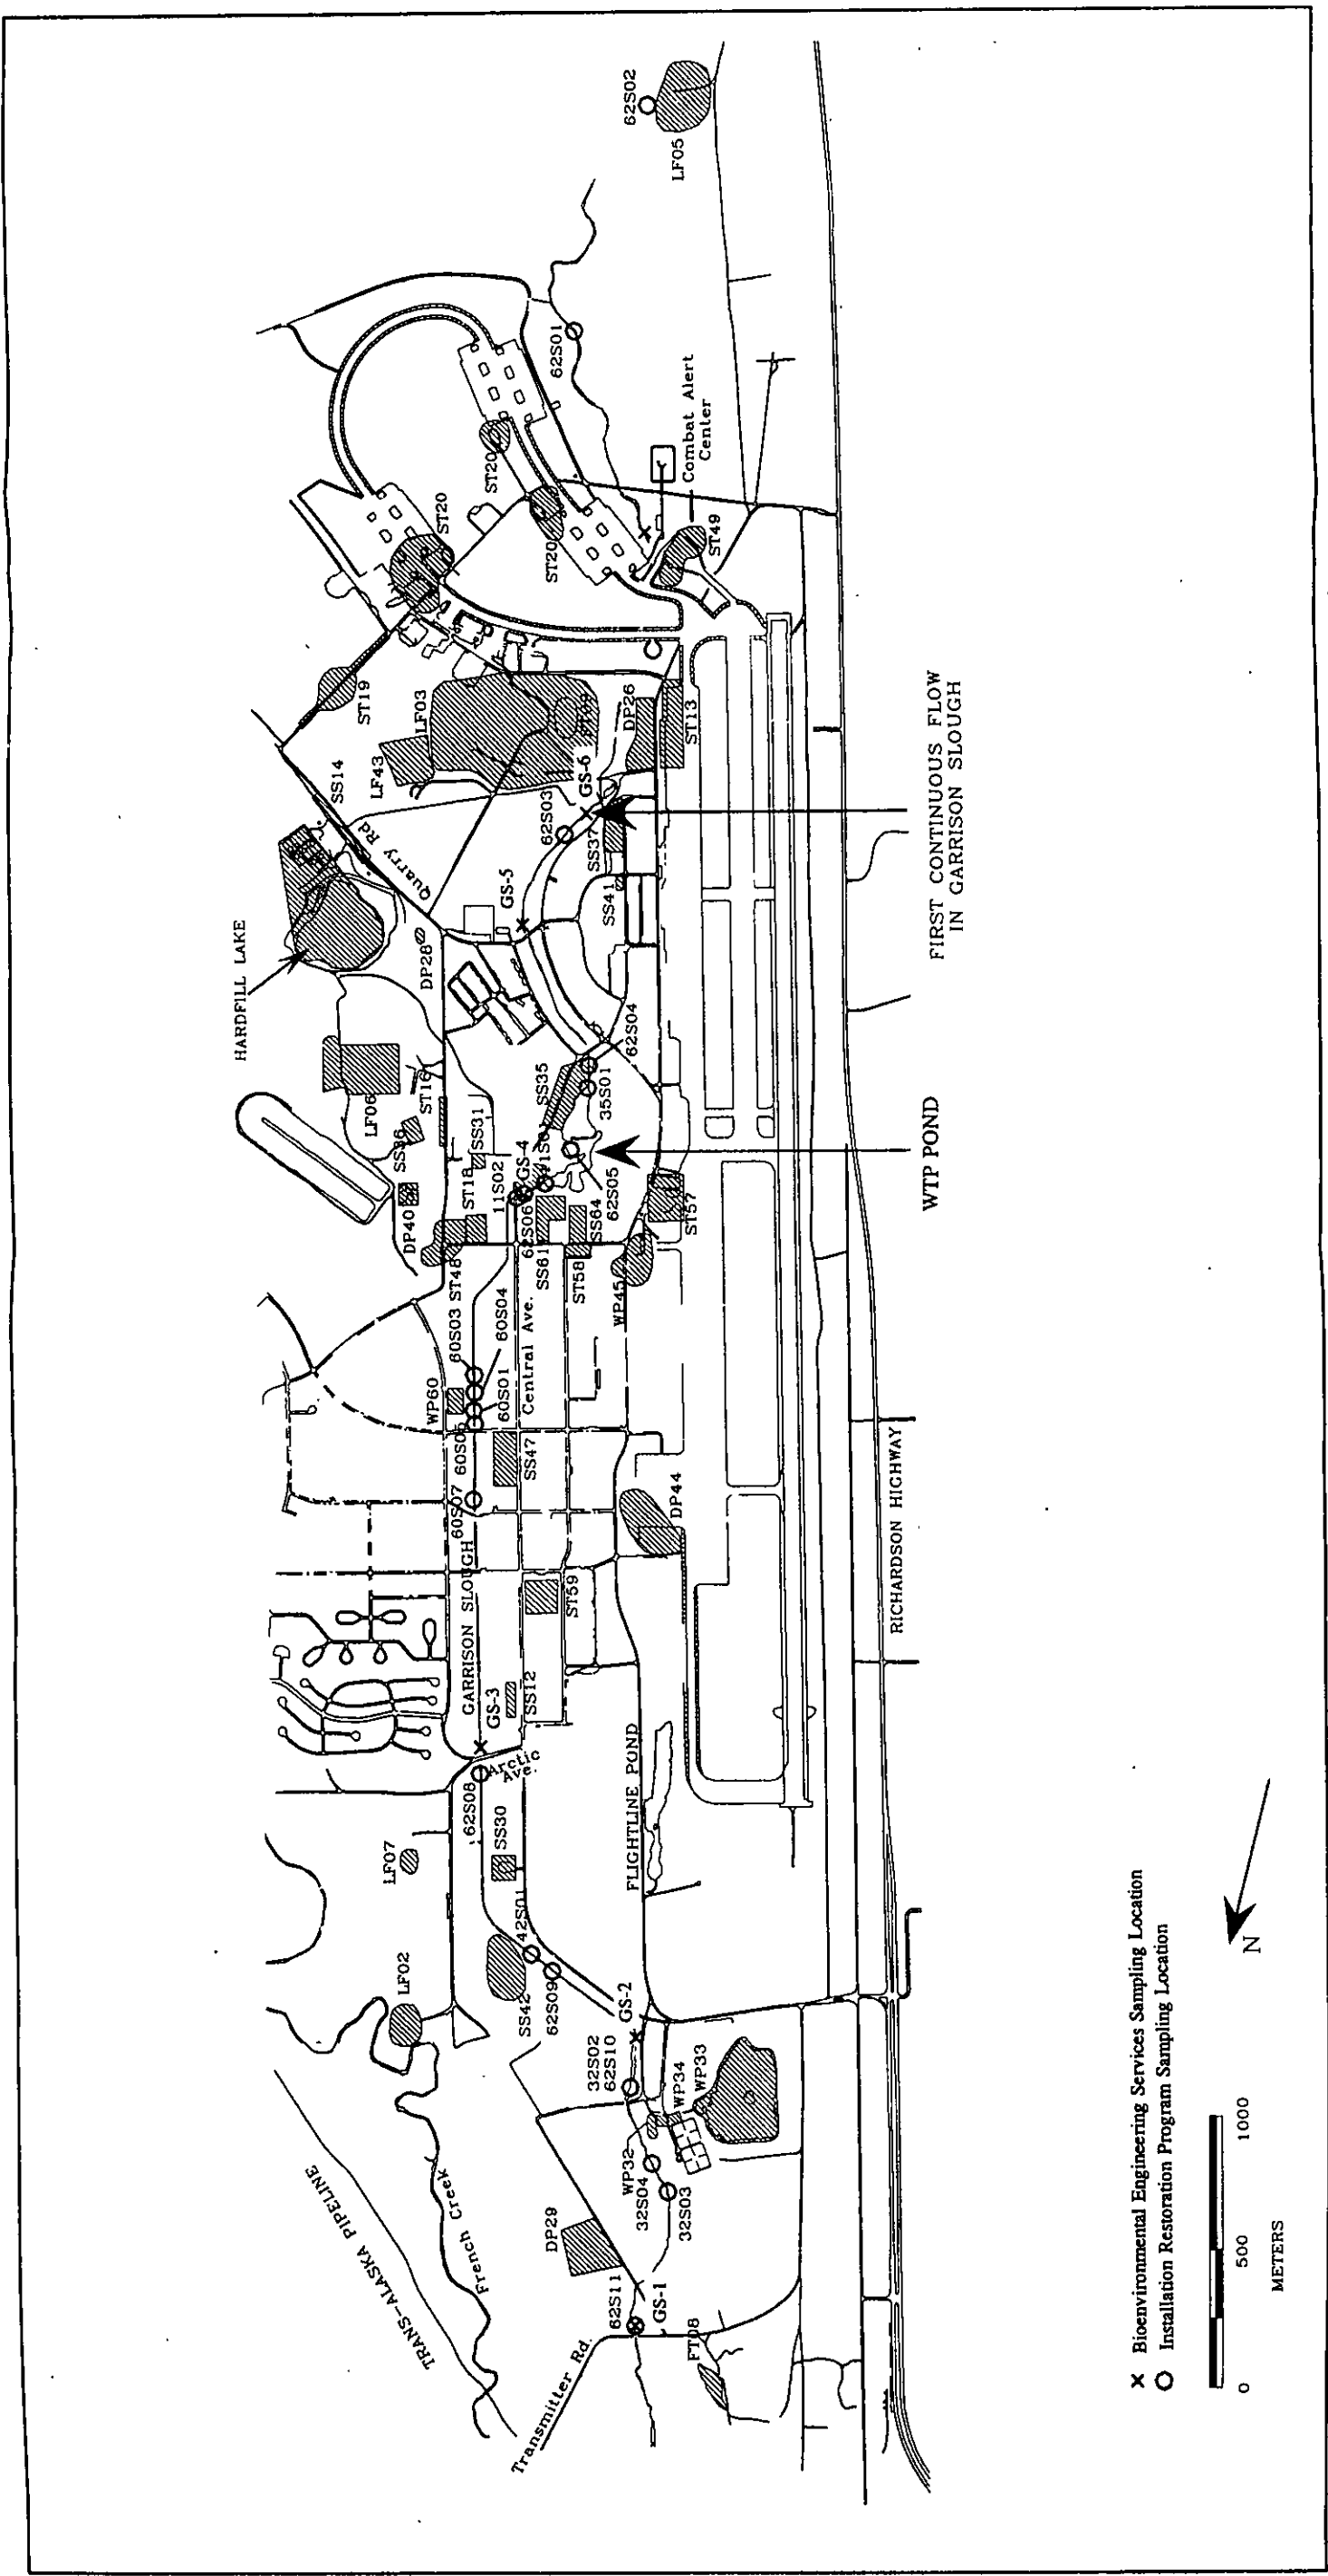 62S02
LF05
62S01
Combat Alert
Center
ST20
ST20
ST20
ST49
ST19
LF03
LF43
SS14
Quarry Rd
ST09
DP26
ST13
GS-6
62S03
SS37
GS-5
SS41
FIRST CONTINUOUS FLOW
IN GARRISON SLOUGH
HARDFILL LAKE
DP28
62S04
LF06
ST16
SS35
35S01
SS36
SS31
GS-4
ST18
11S02
62S05
WTP POND
DP40
62S06
SS64
ST57
ST48
SS61
ST58
WP45
60S03
60S04
Central Ave.
WP60
60S01
60S05
SS47
60S07
DP44
RICHARDSON HIGHWAY
GARRISON SLOUGH
ST59
GS-3
SS12
Arctic
Ave.
62S08
FLIGHTLINE POND
SS30
LF07
42S01
LF02
SS42
62S09
GS-2
32S02
62S10
WP34
WP33
WP32
32S04
32S03
TRANS-ALASKA PIPELINE
French Creek
DP29
62S11
GS-1
Transmitter Rd.
FT08
X Bioenvironmental Engineering Services Sampling Location
O Installation Restoration Program Sampling Location
0 500 1000
METERS
N